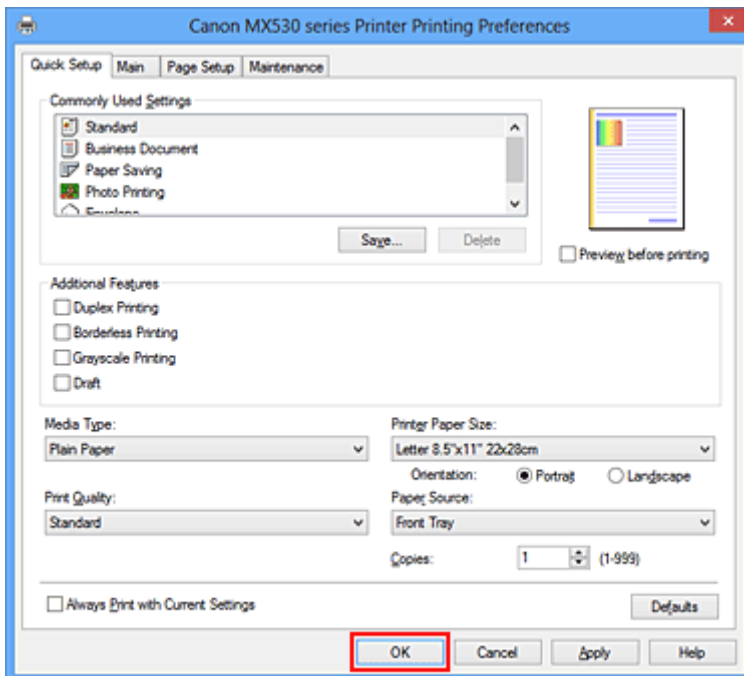 Canon MX530 series Printer Printing Preferences
Quick Setup Main Page Setup Maintenance
Commonly Used Settings
Standard
Business Document
Paper Saving
Photo Printing
Envelope
Save... Delete
Preview before printing
Additional Features
Duplex Printing
Borderless Printing
Grayscale Printing
Draft
Media Type:
Plain Paper
Printer Paper Size:
Letter 8.5"x11" 22x28cm
Orientation: Portrait Landscape
Print Quality:
Standard
Paper Source:
Front Tray
Copies: 1 (1-999)
Always Print with Current Settings
Defaults
OK Cancel Apply Help